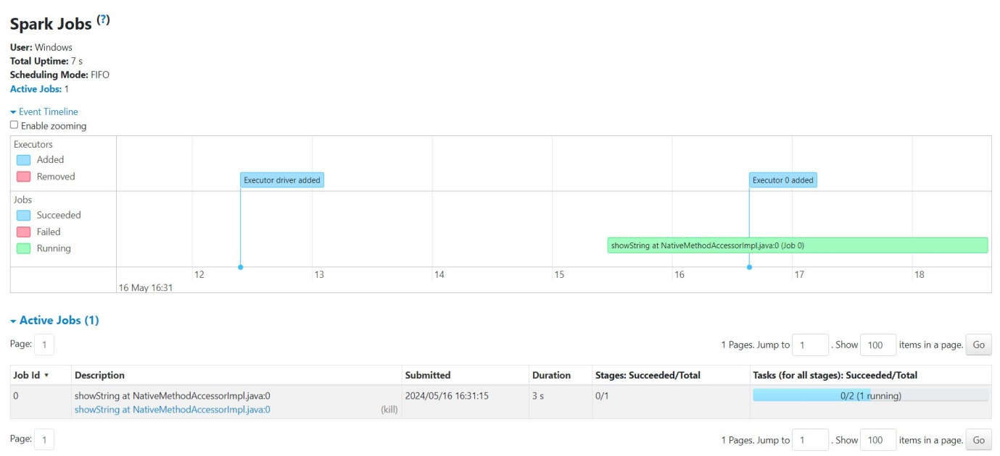 Spark Jobs (?)
User: Windows
Total Uptime: 7 s
Scheduling Mode: FIFO
Active Jobs: 1
Event Timeline
Enable zooming
Executors
Added
Removed
Executor driver added
Executor 0 added
Jobs
Succeeded
Failed
Running
showString at NativeMethodAccessorImpl.java:0 (Job 0)
12 13 14 15 16 17 18
16 May 16:31
Active Jobs (1)
Page: 1
1 Pages. Jump to 1 . Show 100 items in a page. Go
Job Id ▾ Description Submitted Duration Stages: Succeeded/Total Tasks (for all stages): Succeeded/Total
0 showString at NativeMethodAccessorImpl.java:0 2024/05/16 16:31:15 3 s 0/1 0/2 (1 running)
showString at NativeMethodAccessorImpl.java:0 (kill)
Page: 1
1 Pages. Jump to 1 . Show 100 items in a page. Go